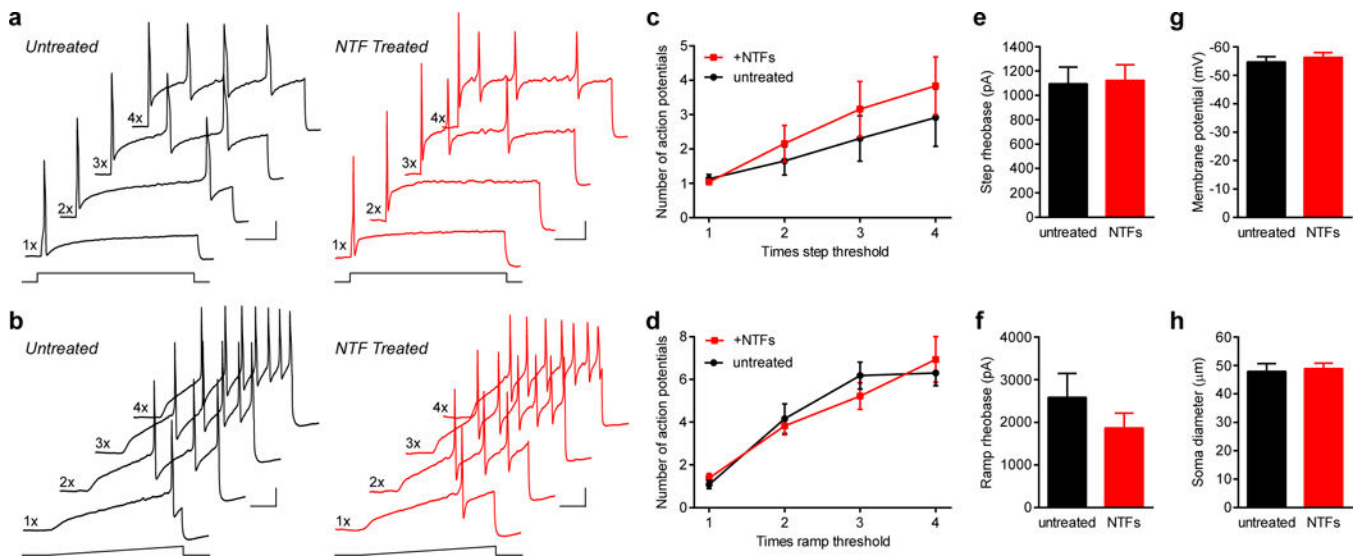 a
Untreated
4x
3x
2x
1x
NTF Treated
4x
3x
2x
1x
b
Untreated
4x
3x
2x
1x
NTF Treated
4x
3x
2x
1x
c
Number of action potentials
5
4
3
2
1
0
+NTFs
untreated
1 2 3 4
Times step threshold
d
Number of action potentials
8
6
4
2
0
+NTFs
untreated
1 2 3 4
Times ramp threshold
e
Step rheobase (pA)
1400
1200
1000
800
600
400
200
0
untreated NTFs
f
Ramp rheobase (pA)
4000
3000
2000
1000
0
untreated NTFs
g
Membrane potential (mV)
-60
-50
-40
-30
-20
-10
0
untreated NTFs
h
Soma diameter (μm)
60
50
40
30
20
10
0
untreated NTFs